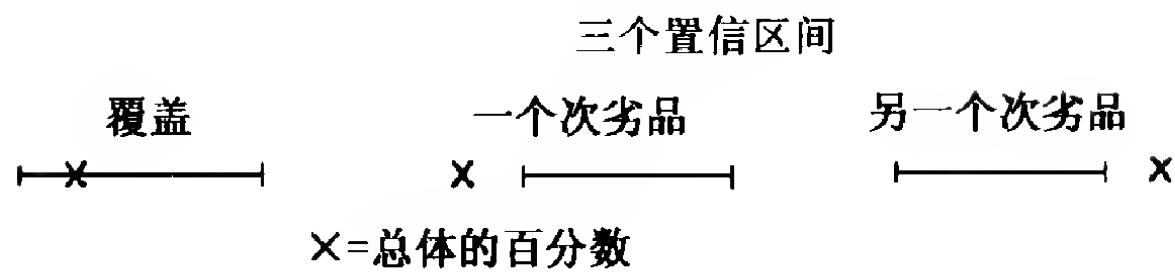 三个置信区间
覆盖
一个次劣品
另一个次劣品
×=总体的百分数